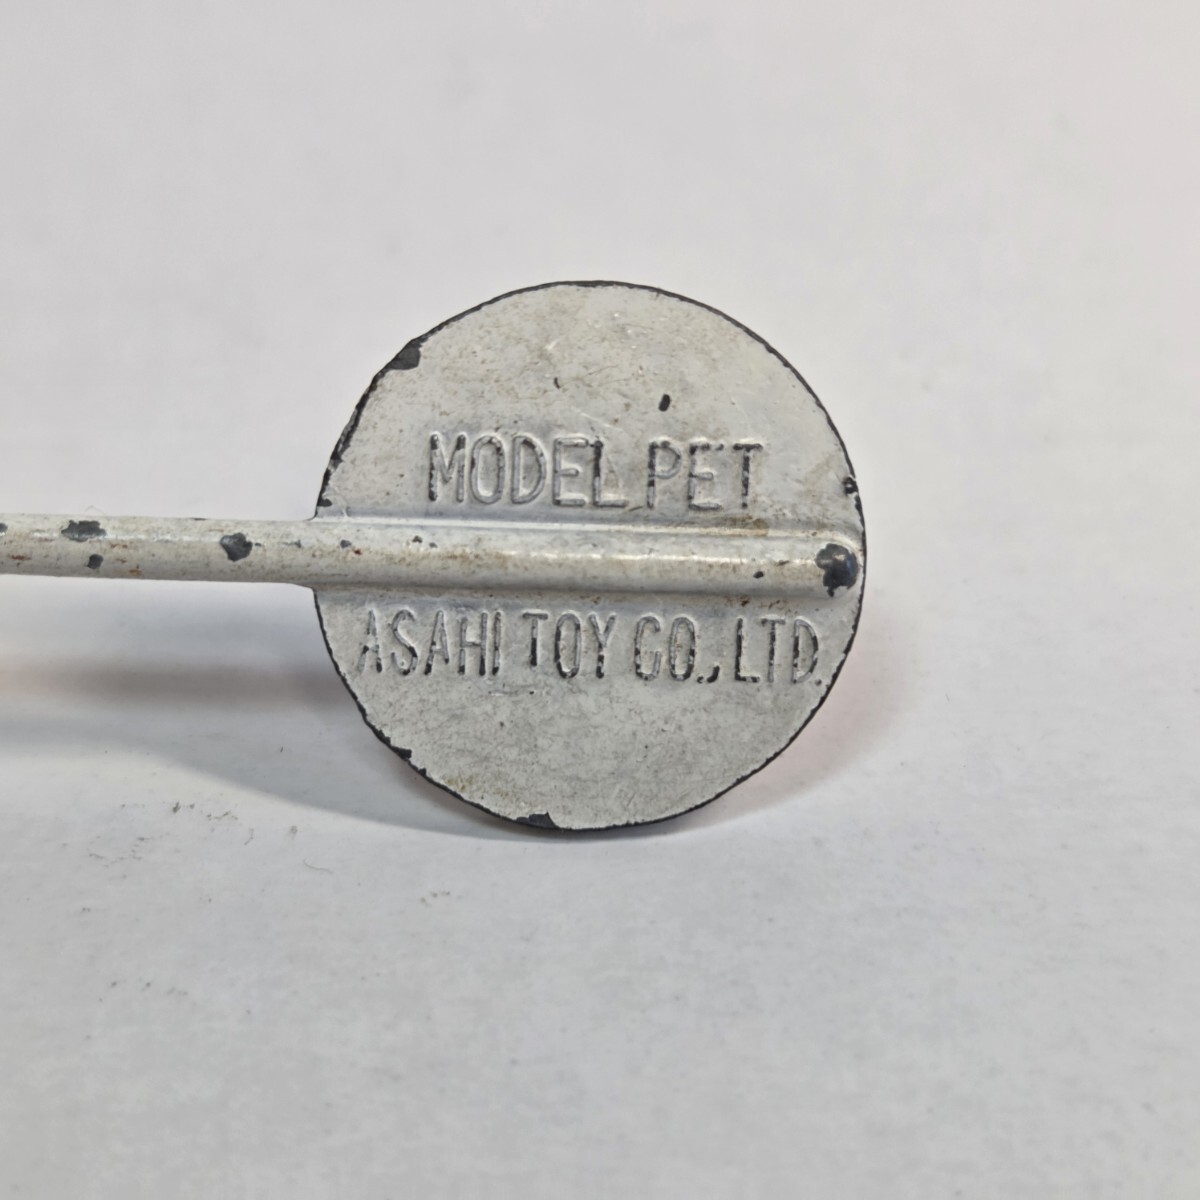 MODEL PET
ASAHI TOY CO., LTD.